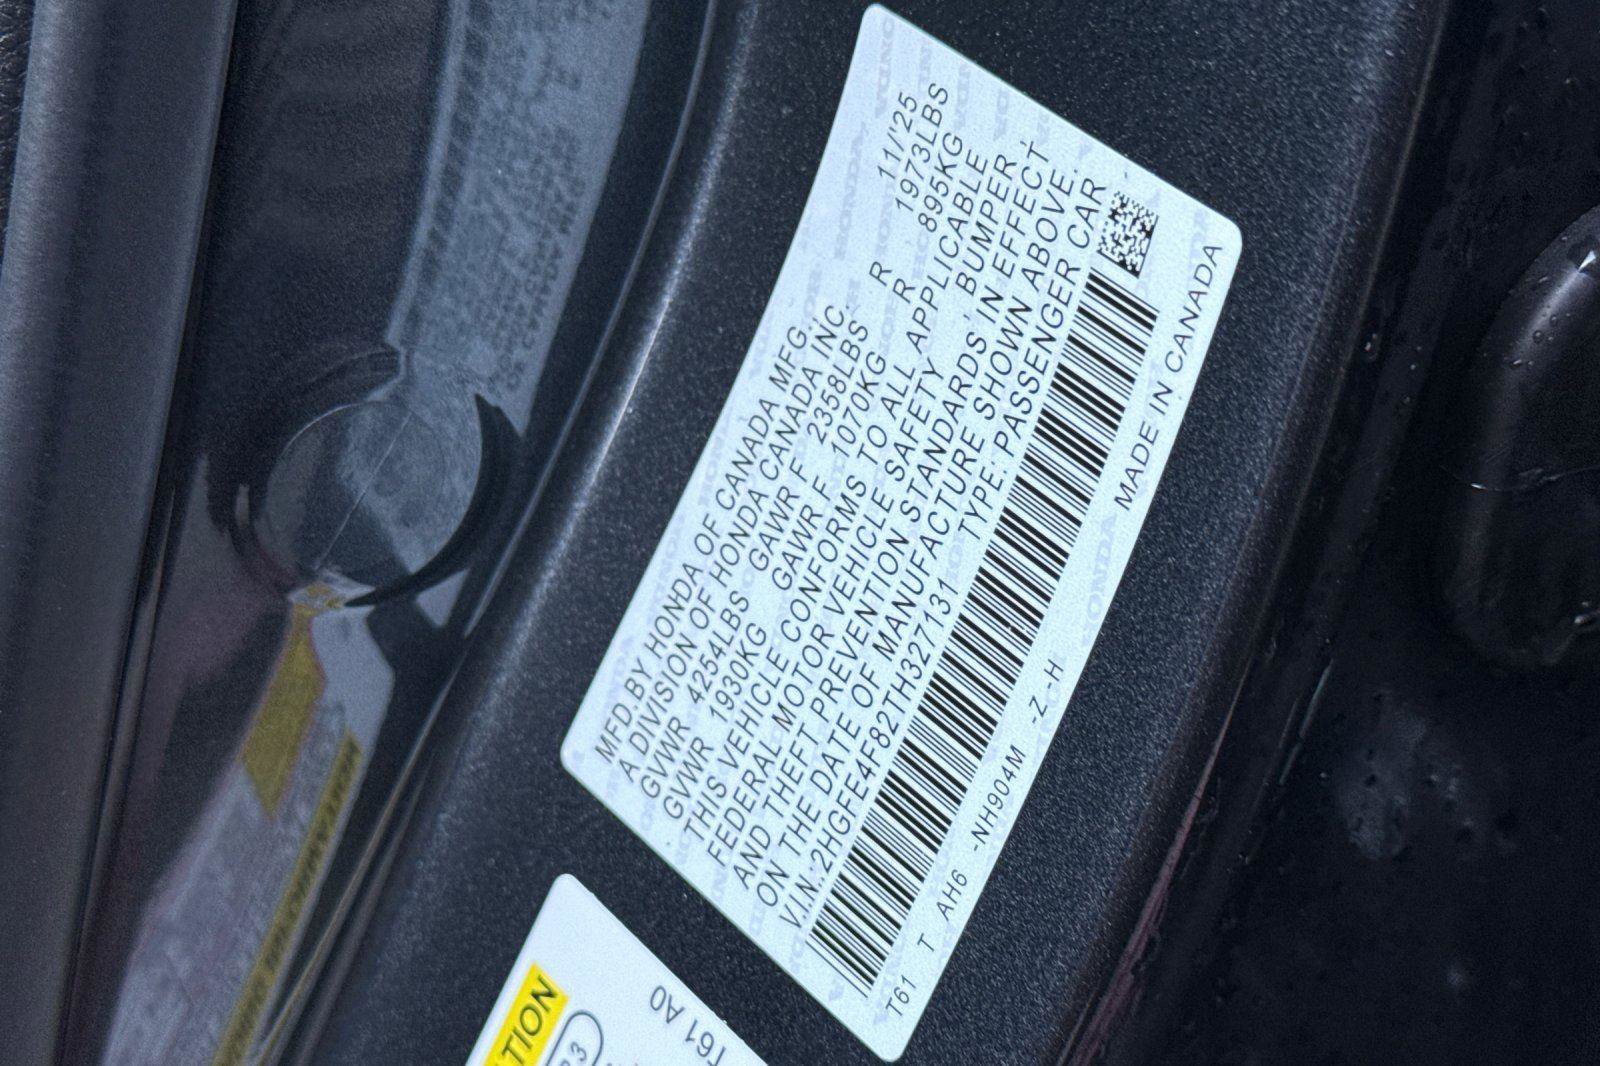 MFD.BY HONDA OF CANADA MFG.,
A DIVISION OF HONDA CANADA INC. 11/'25
GVWR 4254LBS GAWR F 2358LBS R 1973LBS
GVWR 1930KG GAWR F 1070KG R 895KG
THIS VEHICLE CONFORMS TO ALL APPLICABLE
FEDERAL MOTOR VEHICLE SAFETY, BUMPER,
AND THEFT PREVENTION STANDARDS IN EFFECT
ON THE DATE OF MANUFACTURE SHOWN ABOVE.
V.I.N.:2HGFE4F82TH327131 TYPE: PASSENGER CAR
T61 T AH6 -NH904M -Z-H MADE IN CANADA
T61 A0
TION